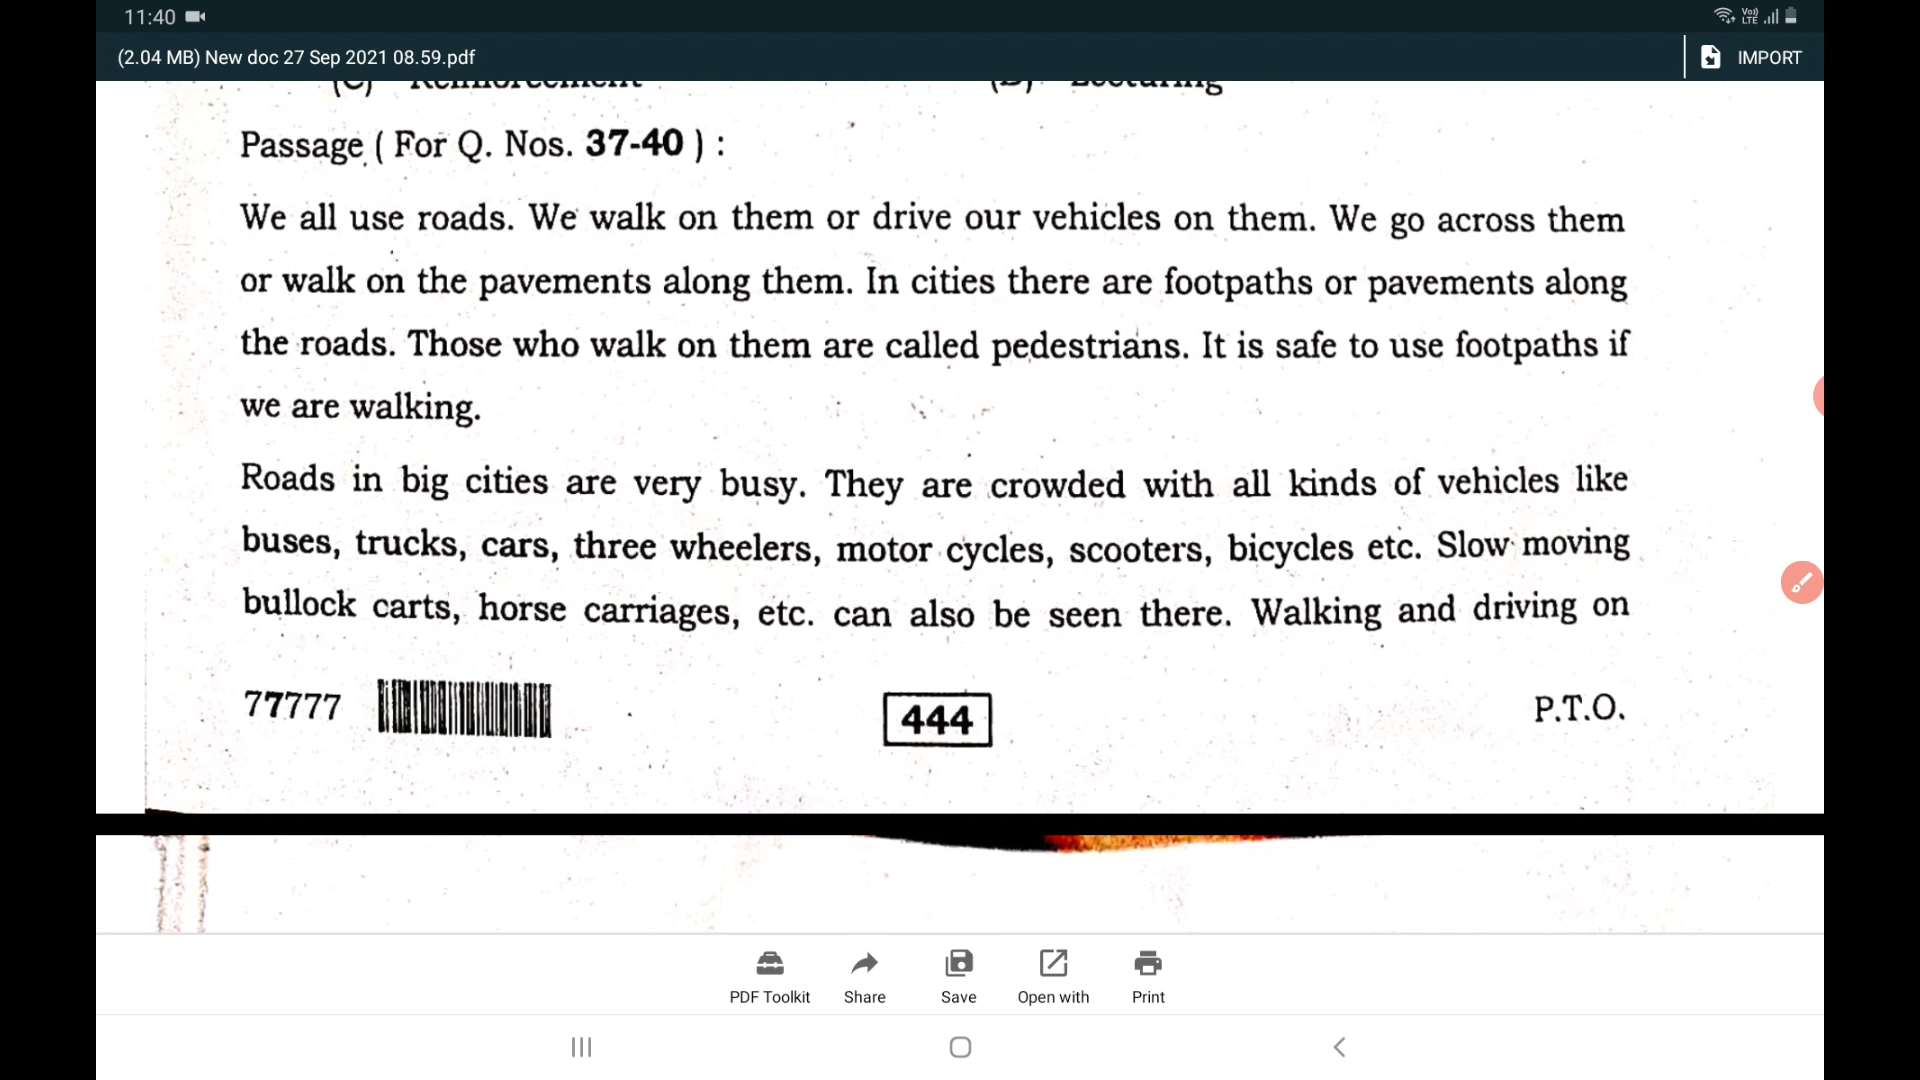 11:40
Vo)) LTE
(2.04 MB) New doc 27 Sep 2021 08.59.pdf
IMPORT
(C) Reinforcement (D) Lecturing
Passage ( For Q. Nos. 37-40 ) :
We all use roads. We walk on them or drive our vehicles on them. We go across them
or walk on the pavements along them. In cities there are footpaths or pavements along
the roads. Those who walk on them are called pedestrians. It is safe to use footpaths if
we are walking.
Roads in big cities are very busy. They are crowded with all kinds of vehicles like
buses, trucks, cars, three wheelers, motor cycles, scooters, bicycles etc. Slow moving
bullock carts, horse carriages, etc. can also be seen there. Walking and driving on
77777 444 P.T.O.
PDF Toolkit Share Save Open with Print